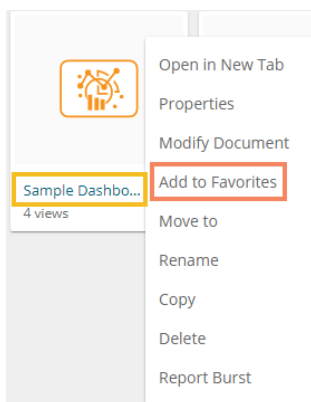 Open in New Tab
Properties
Modify Document
Add to Favorites
Sample Dashbo...
4 views
Move to
Rename
Copy
Delete
Report Burst